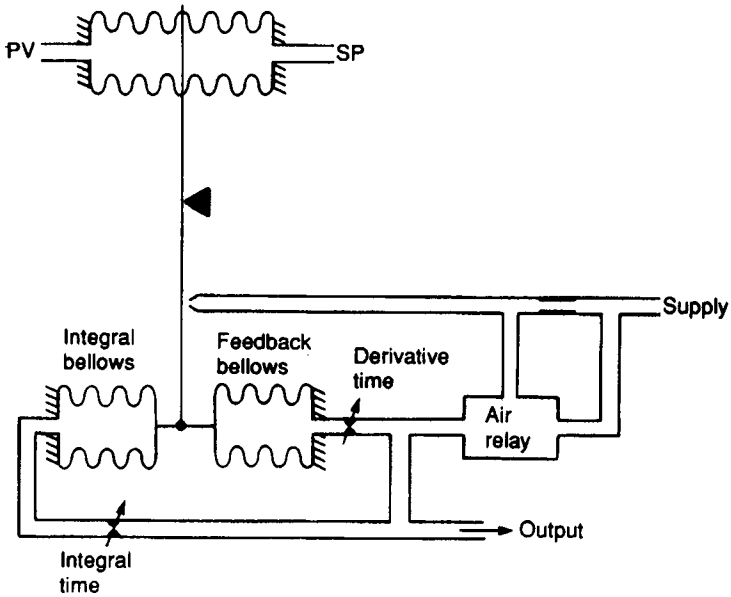 PV
SP
Supply
Integral
bellows
Feedback
bellows
Derivative
time
Air
relay
Output
Integral
time